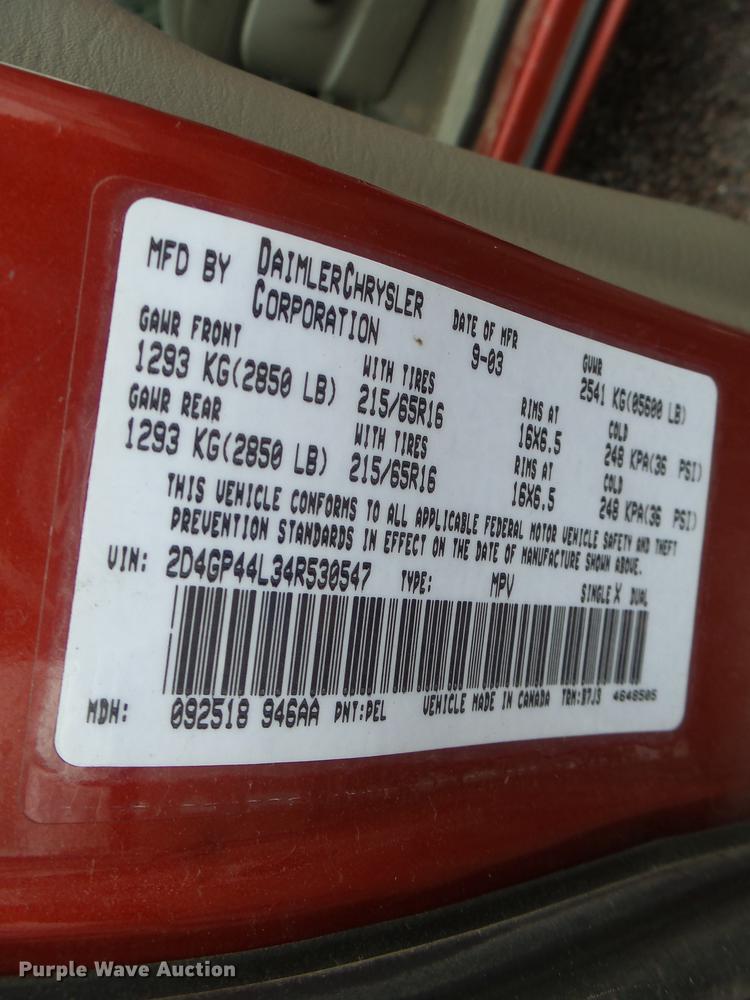 MFD BY DAIMLERCHRYSLER CORPORATION
DATE OF MFR 9-03
GVWR 2541 KG(05600 LB)
GAWR FRONT
1293 KG(2850 LB)
WITH TIRES
215/65R16
RIMS AT
16X6.5
COLD
248 KPA(36 PSI)
GAWR REAR
1293 KG(2850 LB)
WITH TIRES
215/65R16
RIMS AT
16X6.5
COLD
248 KPA(36 PSI)
THIS VEHICLE CONFORMS TO ALL APPLICABLE FEDERAL MOTOR VEHICLE SAFETY AND THEFT
PREVENTION STANDARDS IN EFFECT ON THE DATE OF MANUFACTURE SHOWN ABOVE.
VIN: 2D4GP44L34R530547 TYPE: MPV SINGLE X DUAL
MDH: 092518 946AA PNT:PEL VEHICLE MADE IN CANADA TRM:B7J3 4648505
Purple Wave Auction